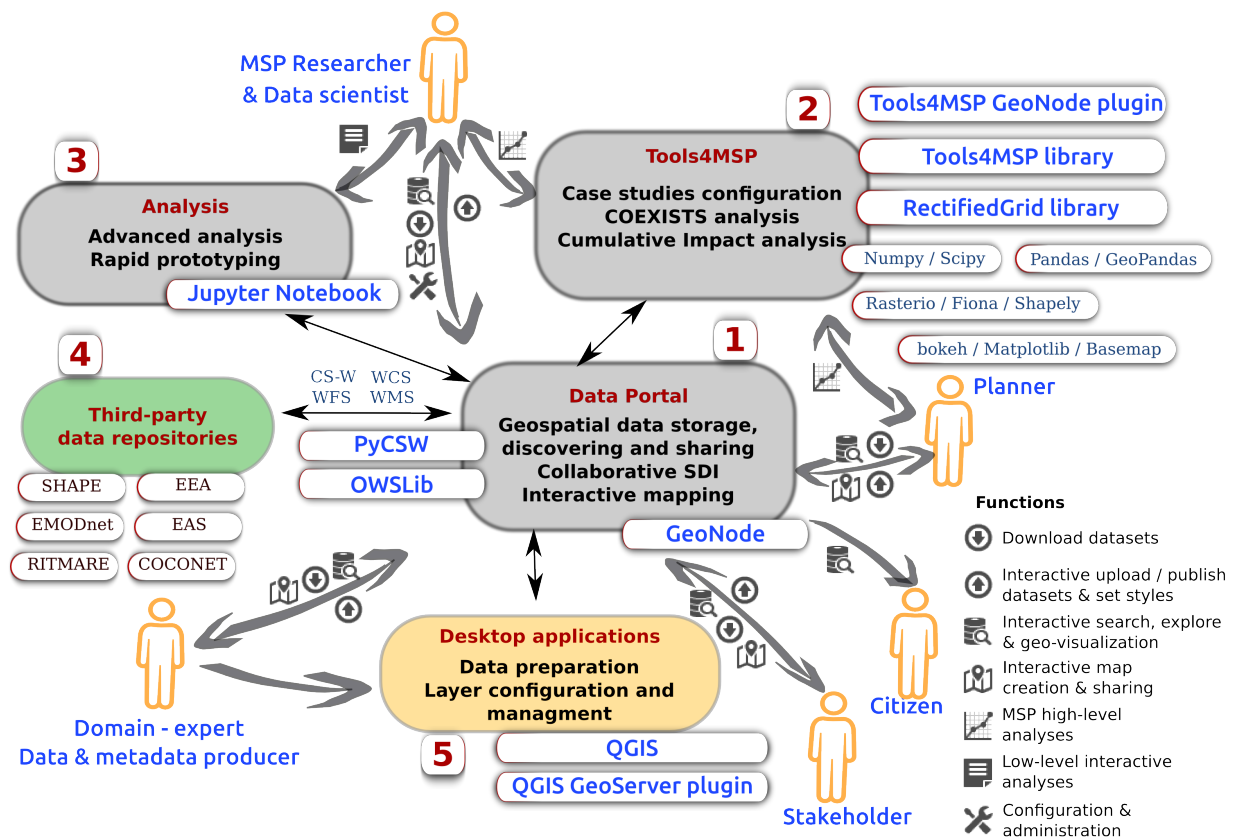 MSP Researcher
& Data scientist
2
Tools4MSP GeoNode plugin
Tools4MSP library
RectifiedGrid library
Tools4MSP
Case studies configuration
COEXISTS analysis
Cumulative Impact analysis
Numpy / Scipy
Pandas / GeoPandas
Rasterio / Fiona / Shapely
bokeh / Matplotlib / Basemap
3
Analysis
Advanced analysis
Rapid prototyping
Jupyter Notebook
4
Third-party
data repositories
SHAPE
EEA
EMODnet
EAS
RITMARE
COCONET
CS-W
WCS
WFS
WMS
PyCSW
OWSLib
1
Data Portal
Geospatial data storage,
discovering and sharing
Collaborative SDI
Interactive mapping
GeoNode
Planner
Domain - expert
Data & metadata producer
Desktop applications
Data preparation
Layer configuration and
managment
5
QGIS
QGIS GeoServer plugin
Stakeholder
Citizen
Functions
Download datasets
Interactive upload / publish
datasets & set styles
Interactive search, explore
& geo-visualization
Interactive map
creation & sharing
MSP high-level
analyses
Low-level interactive
analyses
Configuration &
administration